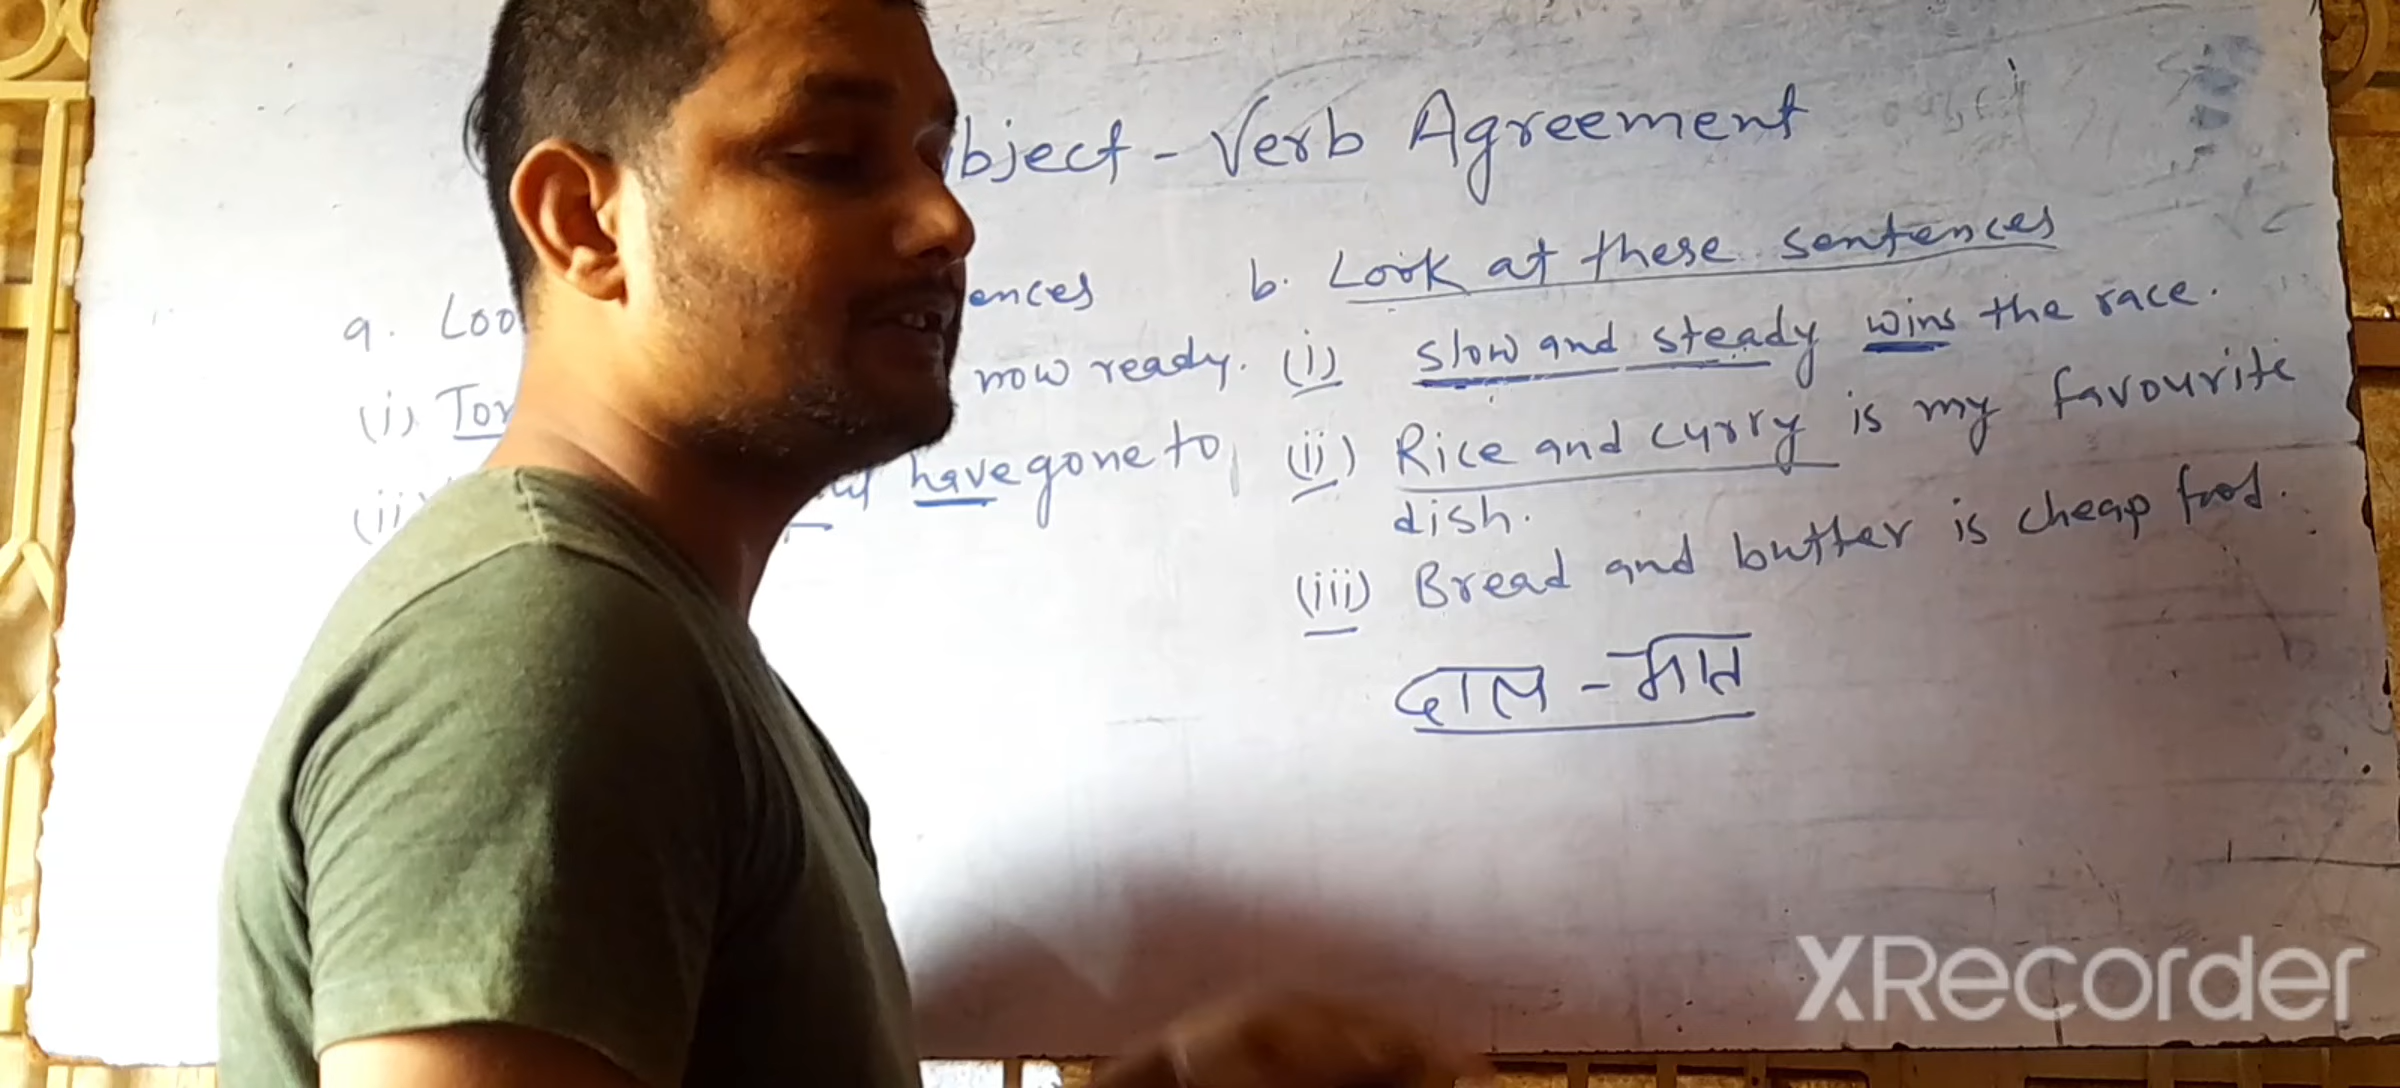 bject - Verb Agreement
a. Loo ences
(i) Tor now ready.
(ii) have gone to
b. Look at these sentences
(i) slow and steady wins the race.
(ii) Rice and curry is my favourite
dish.
(iii) Bread and butter is cheap food.
दाल - भात
XRecorder